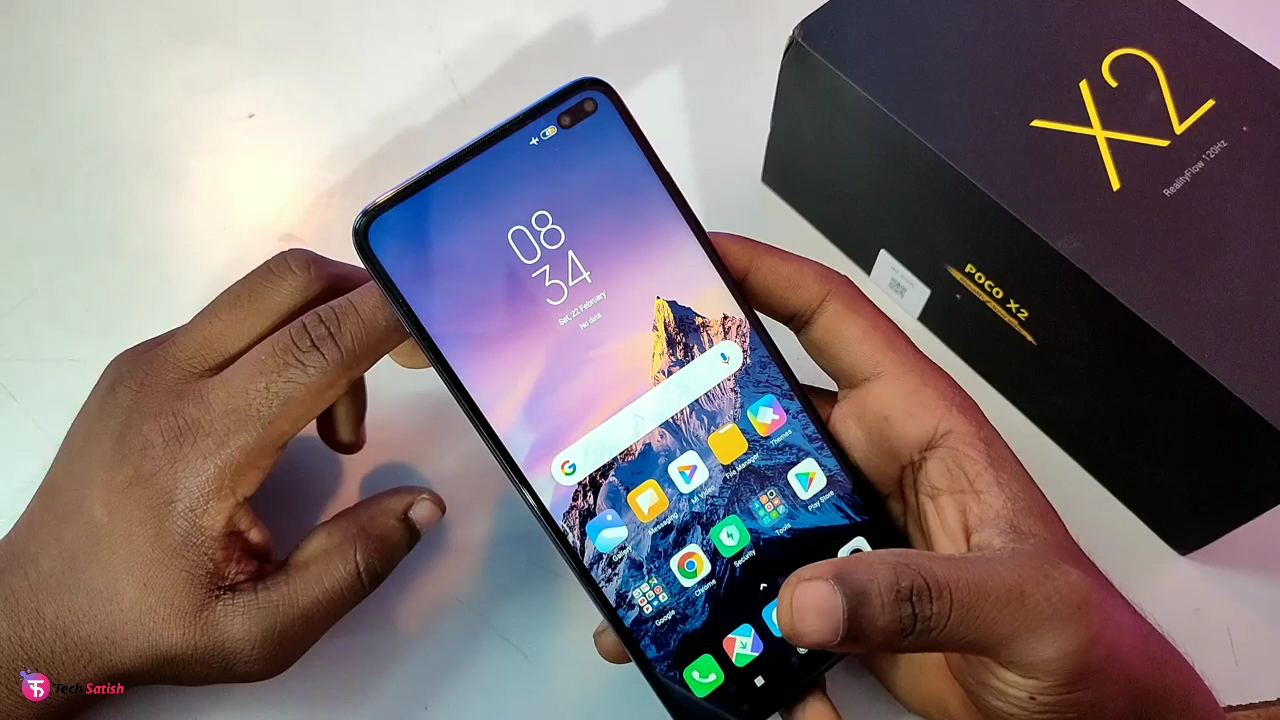 X2
RealityFlow 120Hz
POCO X2
08
34
Sat, 22 February
No data
Themes
File Manager
Mi Video
Messaging
Gallery
Play Store
Tools
Security
Chrome
Google
Tech Satish